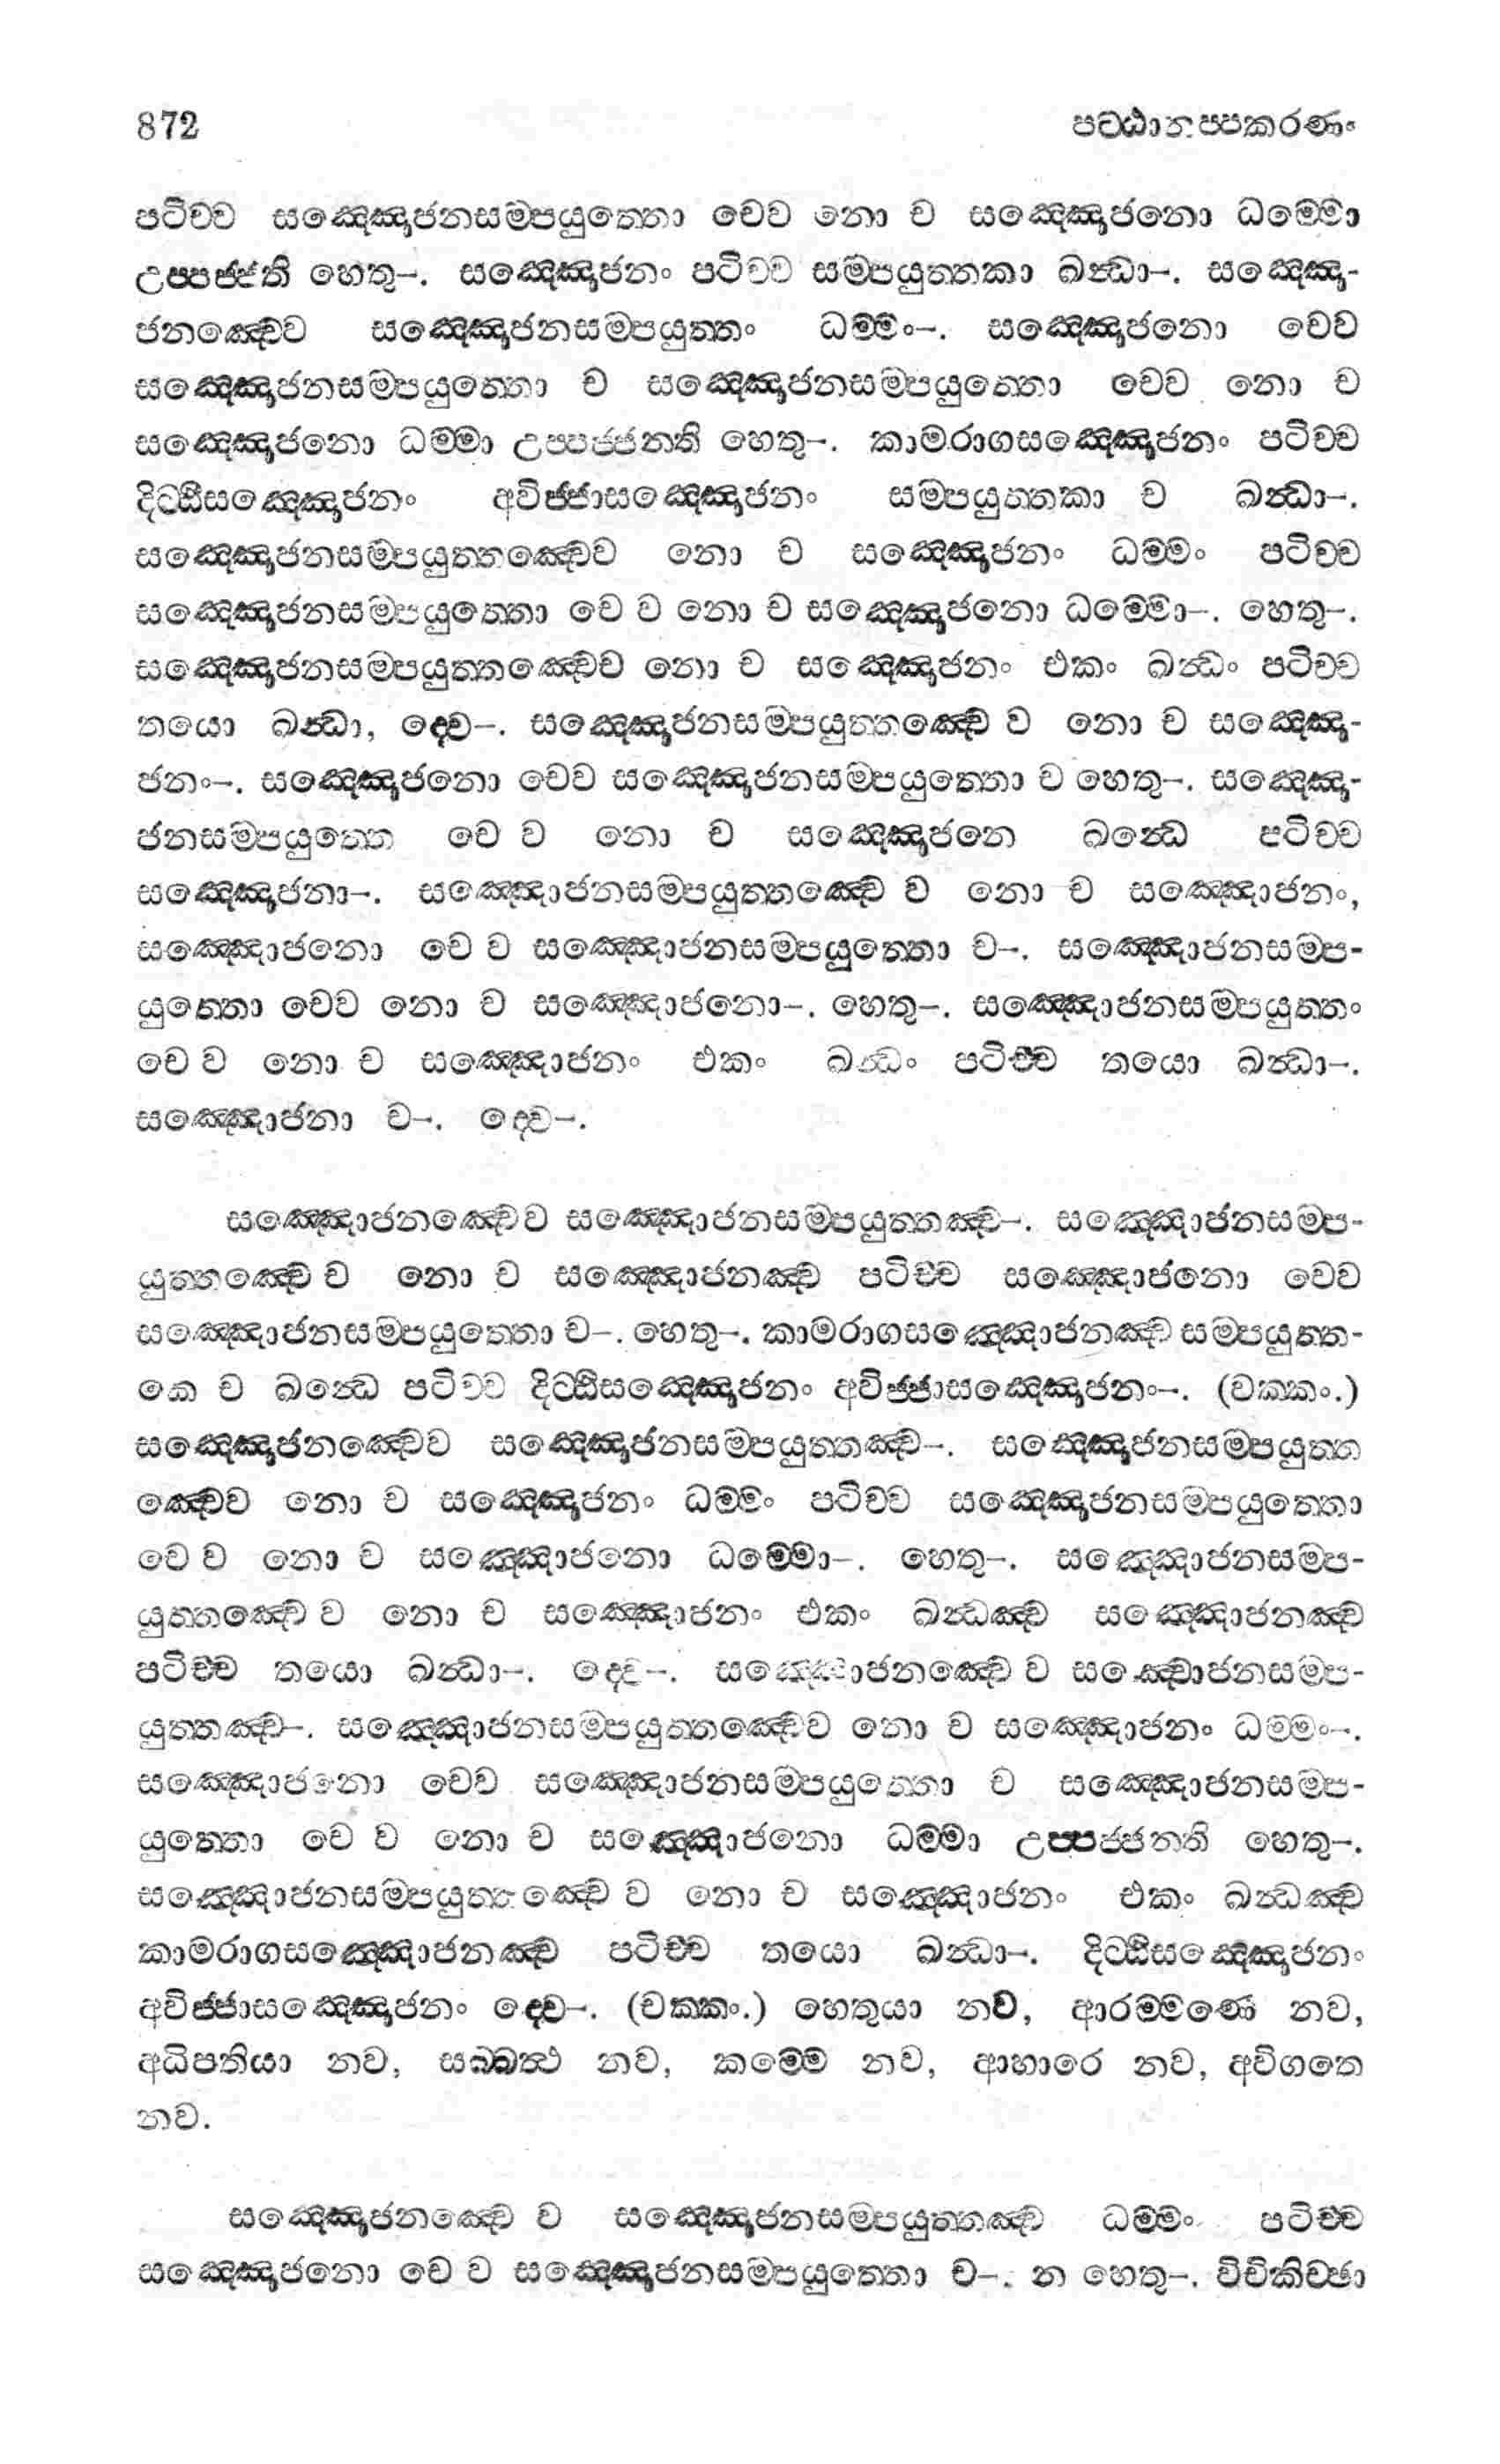 872 පට්ඨානප්පකරණං
පටිච්ච සඤ්ඤොජනසම්පයුත්තො චෙව නො ච සඤ්ඤොජනො ධම්මො
උප්පජ්ජති හෙතු–. සඤ්ඤොජනං පටිච්ච සම්පයුත්තකා ඛන්ධා–. සඤ්ඤො-
ජනඤ්චෙව සඤ්ඤොජනසම්පයුත්තං ධම්මං–. සඤ්ඤොජනො චෙව
සඤ්ඤොජනසම්පයුත්තො ච සඤ්ඤොජනසම්පයුත්තො චෙව නො ච
සඤ්ඤොජනො ධම්මා උප්පජ්ජන්ති හෙතු–. කාමරාගසඤ්ඤොජනං පටිච්ච
දිට්ඨිසඤ්ඤොජනං අවිජ්ජාසඤ්ඤොජනං සම්පයුත්තකා ච ඛන්ධා–.
සඤ්ඤොජනසම්පයුත්තඤ්චෙව නො ච සඤ්ඤොජනං ධම්මං පටිච්ච
සඤ්ඤොජනසම්පයුත්තො චෙ ව නො ච සඤ්ඤොජනො ධම්මො–. හෙතු–.
සඤ්ඤොජනසම්පයුත්තඤ්චෙච නො ච සඤ්ඤොජනං එකං ඛන්ධං පටිච්ච
තයො ඛන්ධා, ද්වෙ–. සඤ්ඤොජනසම්පයුත්තඤ්චෙ ව නො ච සඤ්ඤො-
ජනං–. සඤ්ඤොජනො චෙව සඤ්ඤොජනසම්පයුත්තො ච හෙතු–. සඤ්ඤො-
ජනසම්පයුත්තෙ චෙ ව නො ච සඤ්ඤොජනෙ ඛන්ධෙ පටිච්ච
සඤ්ඤොජනා–. සඤ්ඤොජනසම්පයුත්තඤ්චෙ ව නො ච සඤ්ඤොජනං,
සඤ්ඤොජනො චෙ ව සඤ්ඤොජනසම්පයුත්තො ච–. සඤ්ඤොජනසම්ප-
යුත්තො චෙව නො ච සඤ්ඤොජනො–. හෙතු–. සඤ්ඤොජනසම්පයුත්තං
චෙ ව නො ච සඤ්ඤොජනං එකං ඛන්ධං පටිච්ච තයො ඛන්ධා–.
සඤ්ඤොජනා ච–. ද්වෙ–.
සඤ්ඤොජනඤ්චෙව සඤ්ඤොජනසම්පයුත්තඤ්ච–. සඤ්ඤොජනසම්ප-
යුත්තඤ්චෙ ච නො ච සඤ්ඤොජනඤ්ච පටිච්ච සඤ්ඤොජනො චෙව
සඤ්ඤොජනසම්පයුත්තො ච–. හෙතු–. කාමරාගසඤ්ඤොජනඤ්ච සම්පයුත්ත-
කෙ ච ඛන්ධෙ පටිච්ච දිට්ඨිසඤ්ඤොජනං අවිජ්ජාසඤ්ඤොජනං–. (චක්කං.)
සඤ්ඤොජනඤ්චෙව සඤ්ඤොජනසම්පයුත්තඤ්ච–. සඤ්ඤොජනසම්පයුත්ත
ඤ්චෙව නො ච සඤ්ඤොජනං ධම්මං පටිච්ච සඤ්ඤොජනසම්පයුත්තො
චෙ ව නො ච සඤ්ඤොජනො ධම්මො–. හෙතු–. සඤ්ඤොජනසම්ප-
යුත්තඤ්චෙ ව නො ච සඤ්ඤොජනං එකං ඛන්ධඤ්ච සඤ්ඤොජනඤ්ච
පටිච්ච තයො ඛන්ධා–. ද්වෙ–. සඤ්ඤොජනඤ්චෙ ව සඤ්චොජනසම්ප-
යුත්තඤ්ච–. සඤ්ඤොජනසම්පයුත්තඤ්චෙව නො ච සඤ්ඤොජනං ධම්මං–.
සඤ්ඤොජනො චෙව සඤ්ඤොජනසම්පයුත්තො ච සඤ්ඤොජනසම්ප-
යුත්තො චෙ ව නො ච සඤ්ඤොජනො ධම්මා උප්පජ්ජන්ති හෙතු–.
සඤ්ඤොජනසම්පයුත්තඤ්චෙ ව නො ච සඤ්ඤොජනං එකං ඛන්ධඤ්ච
කාමරාගසඤ්ඤොජනඤ්ච පටිච්ච තයො ඛන්ධා–. දිට්ඨිසඤ්ඤොජනං
අවිජ්ජාසඤ්ඤොජනං ද්වෙ–. (චක්කං.) හෙතුයා නව, ආරම්මණෙ නව,
අධිපතියා නව, සබ්බත්ථ නව, කම්මෙ නව, ආහාරෙ නව, අවිගතෙ
නව.
සඤ්ඤොජනඤ්චෙ ව සඤ්ඤොජනසම්පයුත්තඤ්ච ධම්මං පටිච්ච
සඤ්ඤොජනො චෙ ව සඤ්ඤොජනසම්පයුත්තො ච–. න හෙතු–. විචිකිච්ඡා